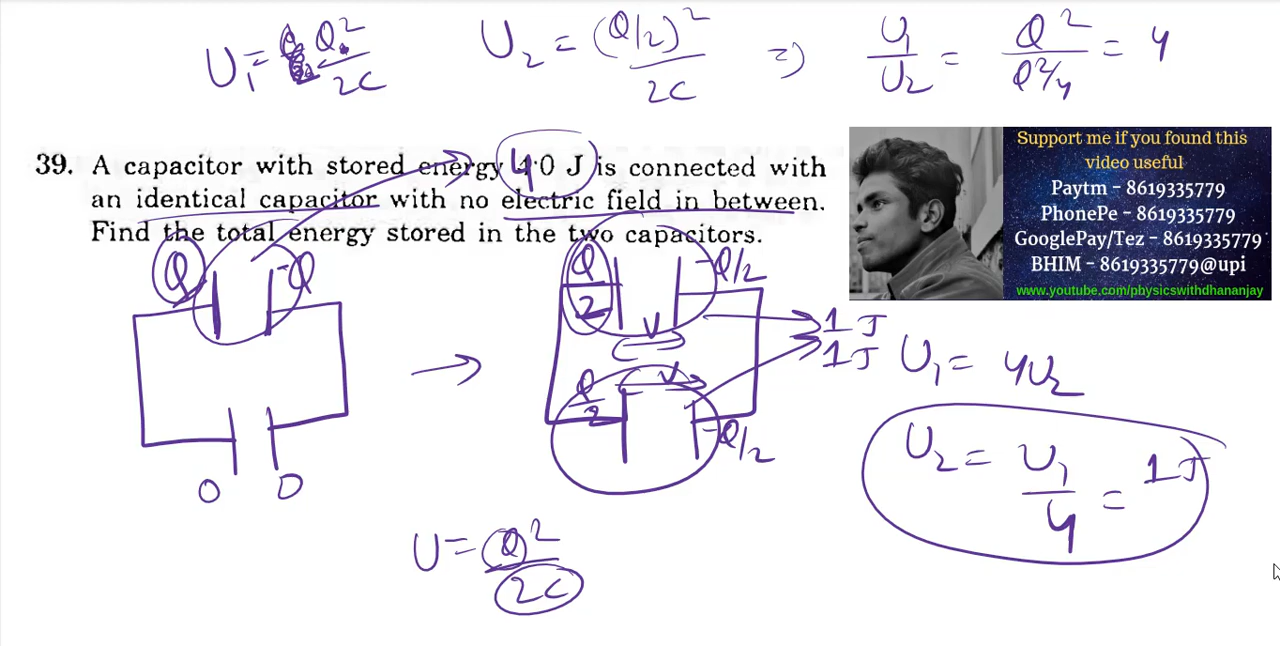 U₁ = Q²/2C U₂ = (Q/2)²/2C => U₁/U₂ = Q²/Q²/4 = 4
39. A capacitor with stored energy 4·0 J is connected with
an identical capacitor with no electric field in between.
Find the total energy stored in the two capacitors.
Support me if you found this
video useful
Paytm - 8619335779
PhonePe - 8619335779
GooglePay/Tez - 8619335779
BHIM - 8619335779@upi
www.youtube.com/physicswithdhananjay
Q -Q
0 0
Q/2 -Q/2
V
V
Q/2 -Q/2
1 J
1 J
U₁ = 4U₂
U₂ = U₁/4 = 1J
U = Q²/2C